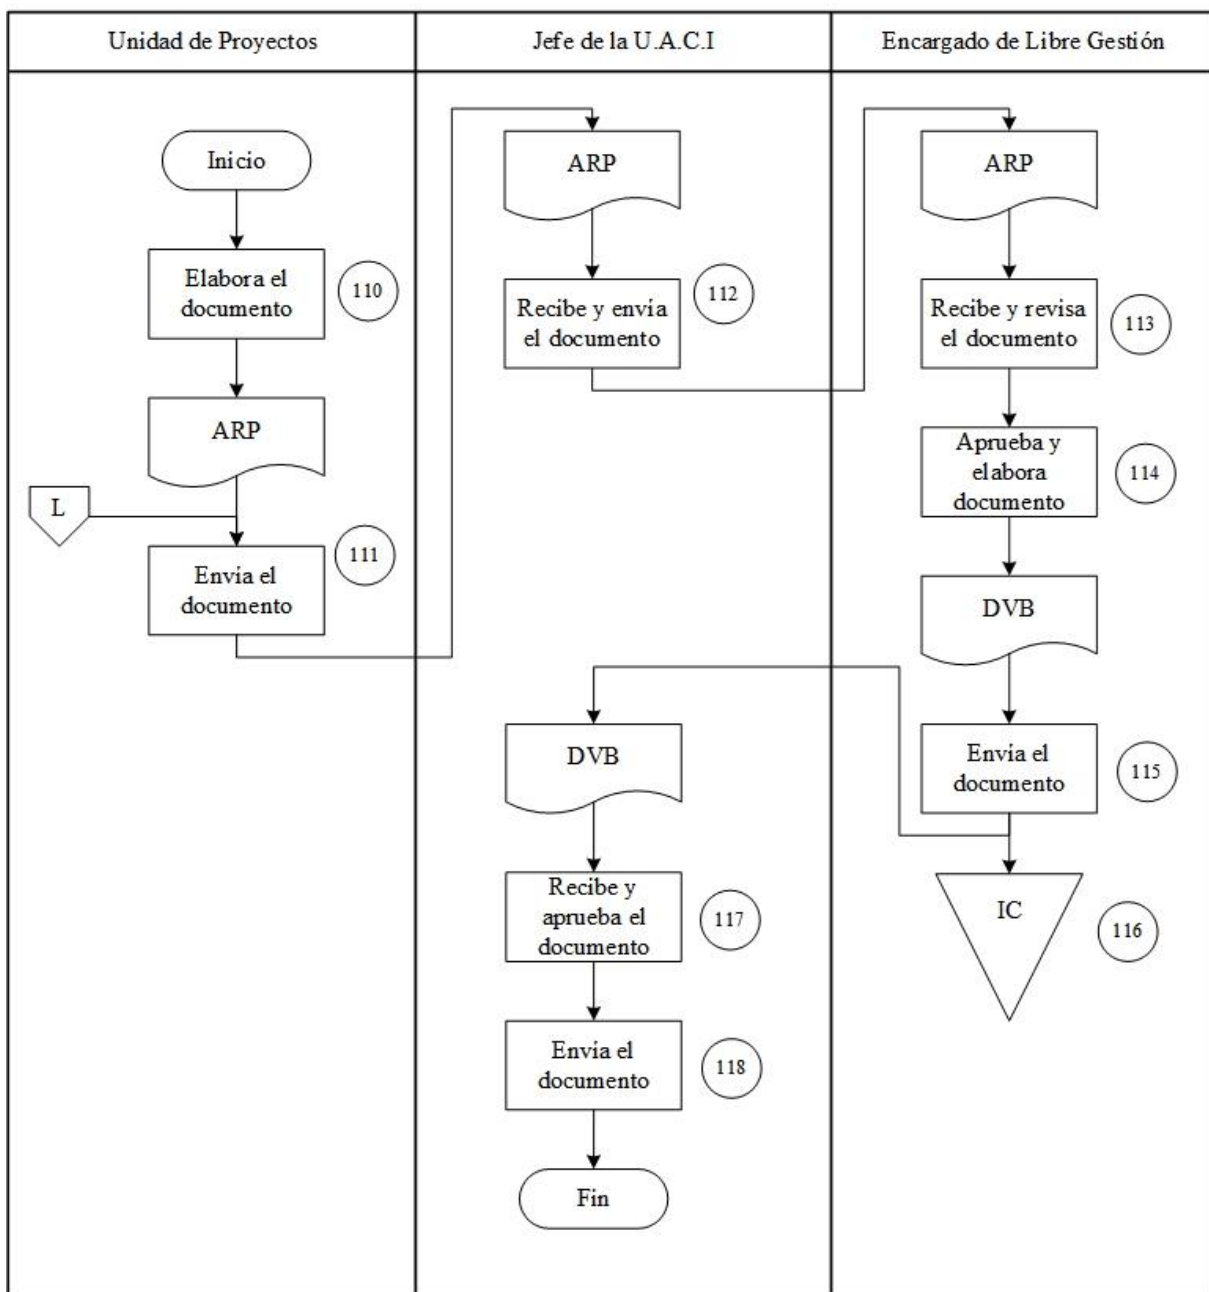 Unidad de Proyectos
Jefe de la U.A.C.I
Encargado de Libre Gestión
Inicio
Elabora el
documento
110
ARP
L
Envía el
documento
111
ARP
Recibe y envía
el documento
112
ARP
Recibe y revisa
el documento
113
Aprueba y
elabora
documento
114
DVB
Envía el
documento
115
IC
116
DVB
Recibe y
aprueba el
documento
117
Envía el
documento
118
Fin